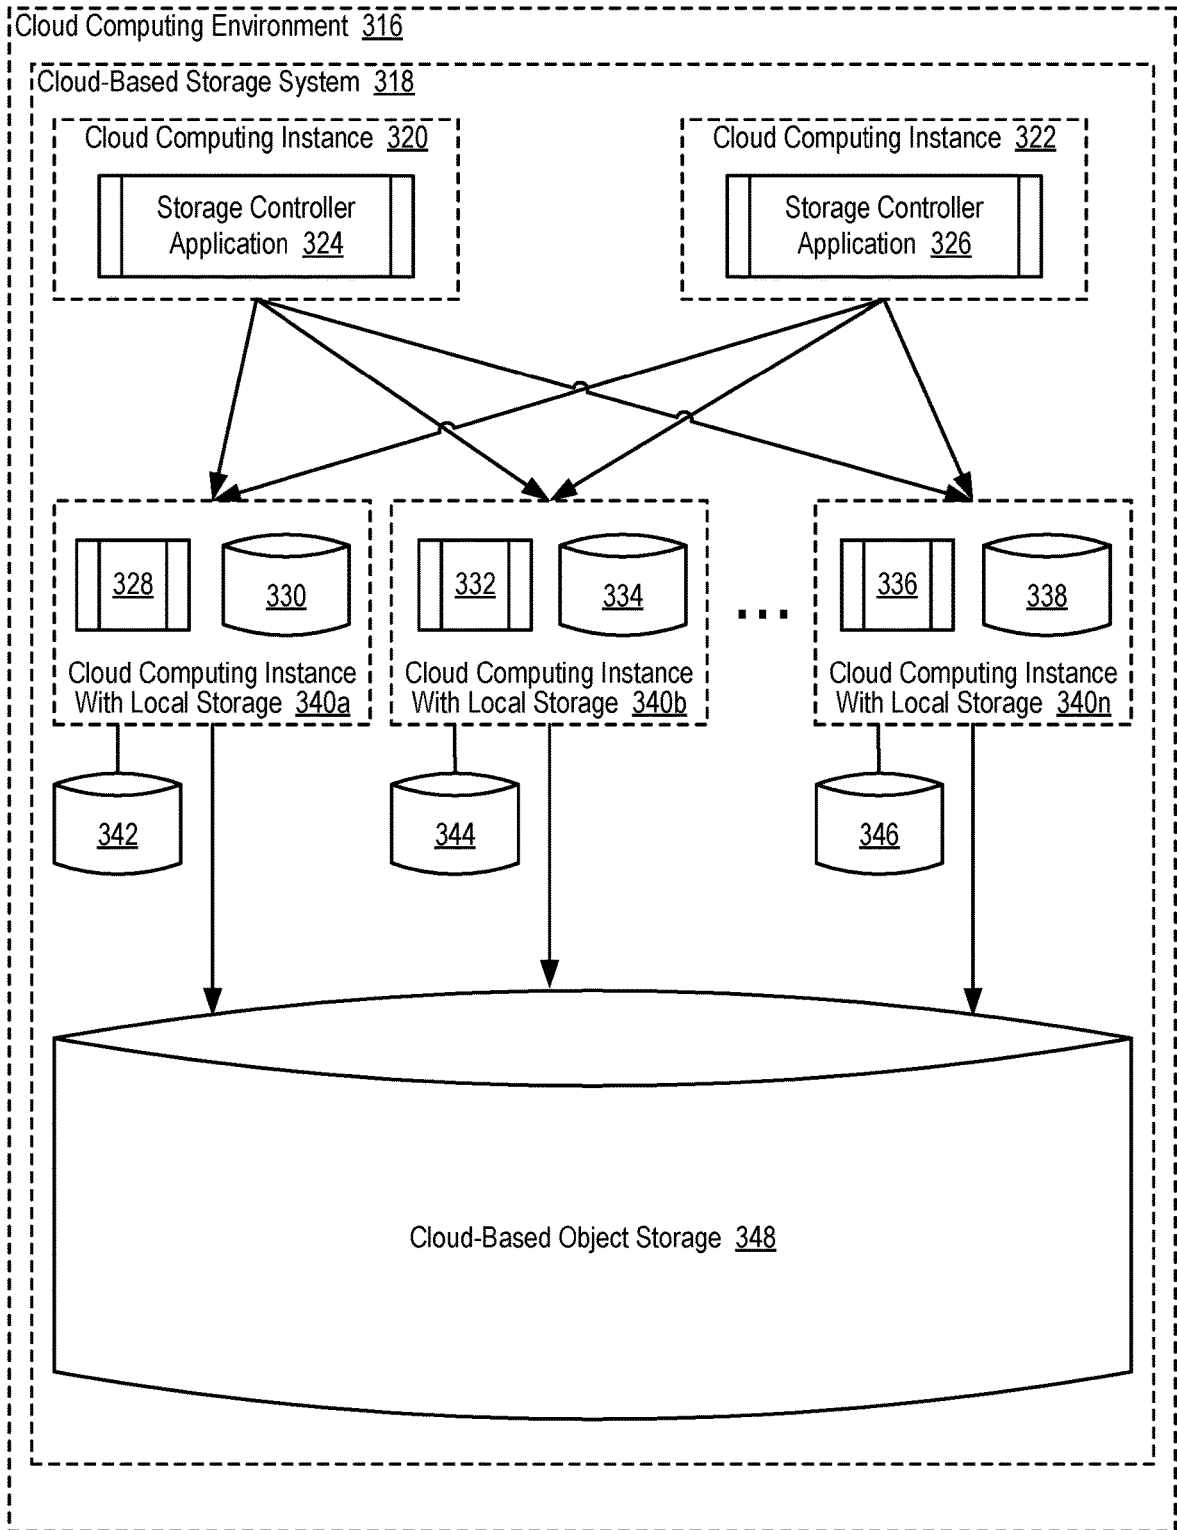 Cloud Computing Environment 316
Cloud-Based Storage System 318
Cloud Computing Instance 320
Storage Controller
Application 324
Cloud Computing Instance 322
Storage Controller
Application 326
328
330
Cloud Computing Instance
With Local Storage 340a
332
334
Cloud Computing Instance
With Local Storage 340b
...
336
338
Cloud Computing Instance
With Local Storage 340n
342
344
346
Cloud-Based Object Storage 348